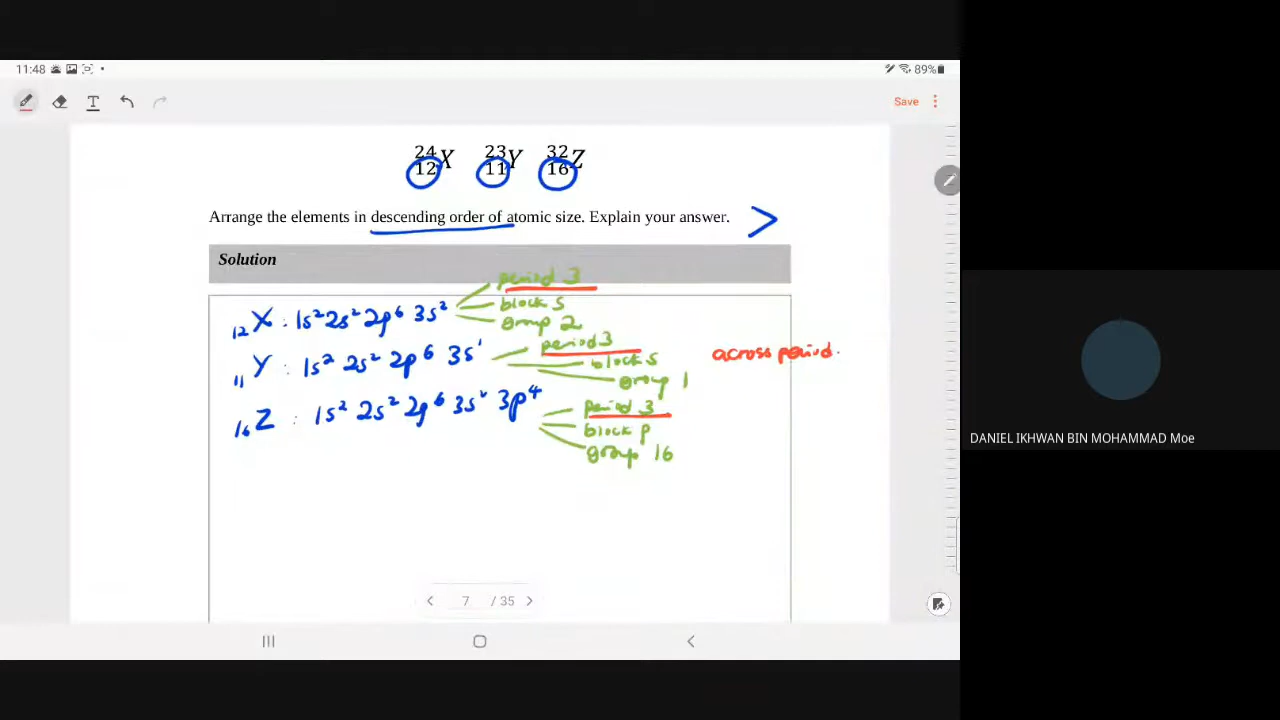 11:48 89%
T Save
24 12 X 23 11 Y 32 16 Z
Arrange the elements in descending order of atomic size. Explain your answer. >
Solution
period 3
₁₂X : 1s² 2s² 2p⁶ 3s² block s
group 2
period 3
₁₁Y : 1s² 2s² 2p⁶ 3s¹ block s across period.
group 1
₁₆Z : 1s² 2s² 2p⁶ 3s² 3p⁴ period 3
block p
group 16
DANIEL IKHWAN BIN MOHAMMAD Moe
< 7 / 35 >